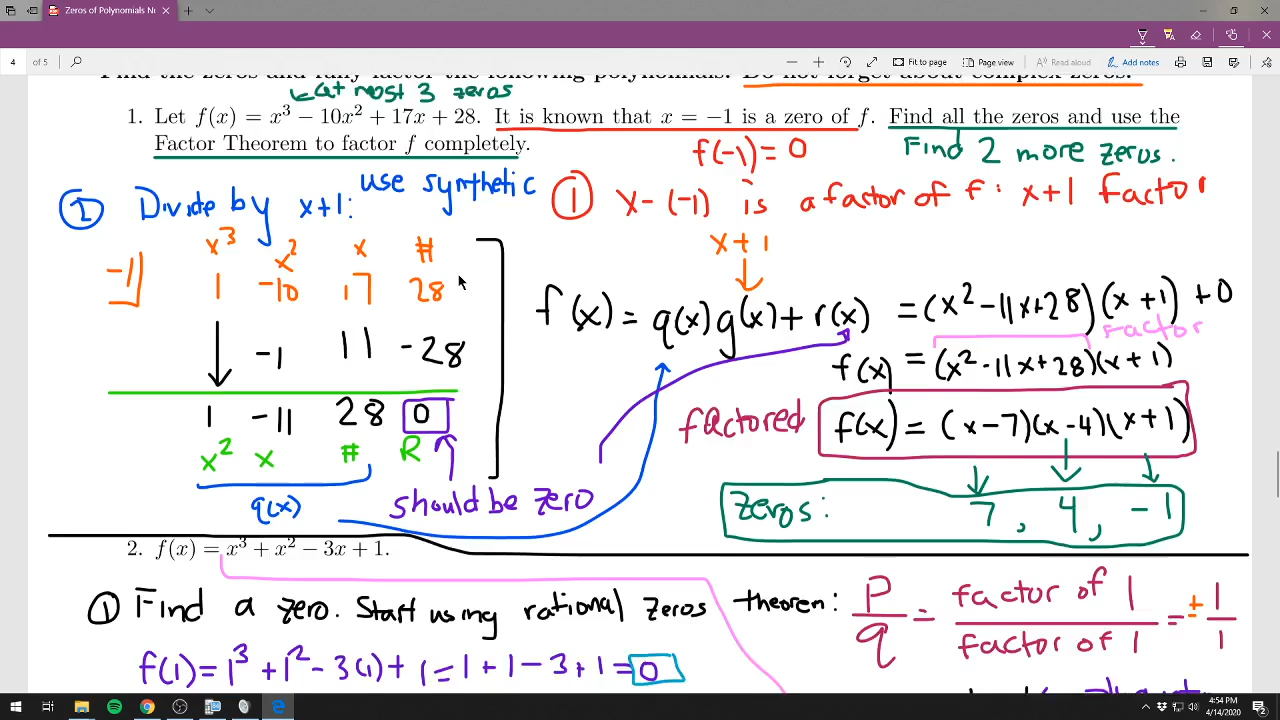 Zeros of Polynomials No
4 of 5
Fit to page
Page view
Read aloud
Add notes
Find the zeros and fully factor the following polynomials. Do not forget about complex zeros.
at most 3 zeros
1. Let f(x) = x³ − 10x² + 17x + 28. It is known that x = −1 is a zero of f. Find all the zeros and use the
Factor Theorem to factor f completely.
f(-1) = 0
Find 2 more zeros.
② Divide by x+1: use synthetic
① x-(-1) is a factor of f: x+1 factor
x+1
x³ x² x #
-1 1 -10 17 28
-1 11 -28
1 -11 28 0
x² x # R
q(x)
should be zero
f(x) = q(x)g(x) + r(x) = (x² - 11x + 28)(x + 1) + 0
Factor
f(x) = (x² - 11x + 28)(x + 1)
factored f(x) = (x - 7)(x - 4)(x + 1)
zeros: 7, 4, -1
2. f(x) = x³ + x² − 3x + 1.
① Find a zero. Start using rational zeros theorem: P/q = factor of 1/factor of 1 = ± 1/1
f(1) = 1³ + 1² - 3(1) + 1 = 1 + 1 - 3 + 1 = 0
4:54 PM
4/14/2020